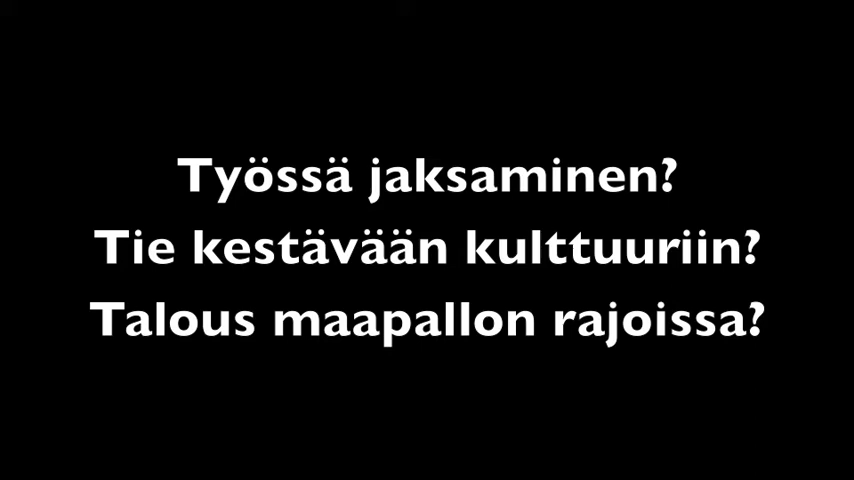 Työssä jaksaminen?
Tie kestävään kulttuuriin?
Talous maapallon rajoissa?